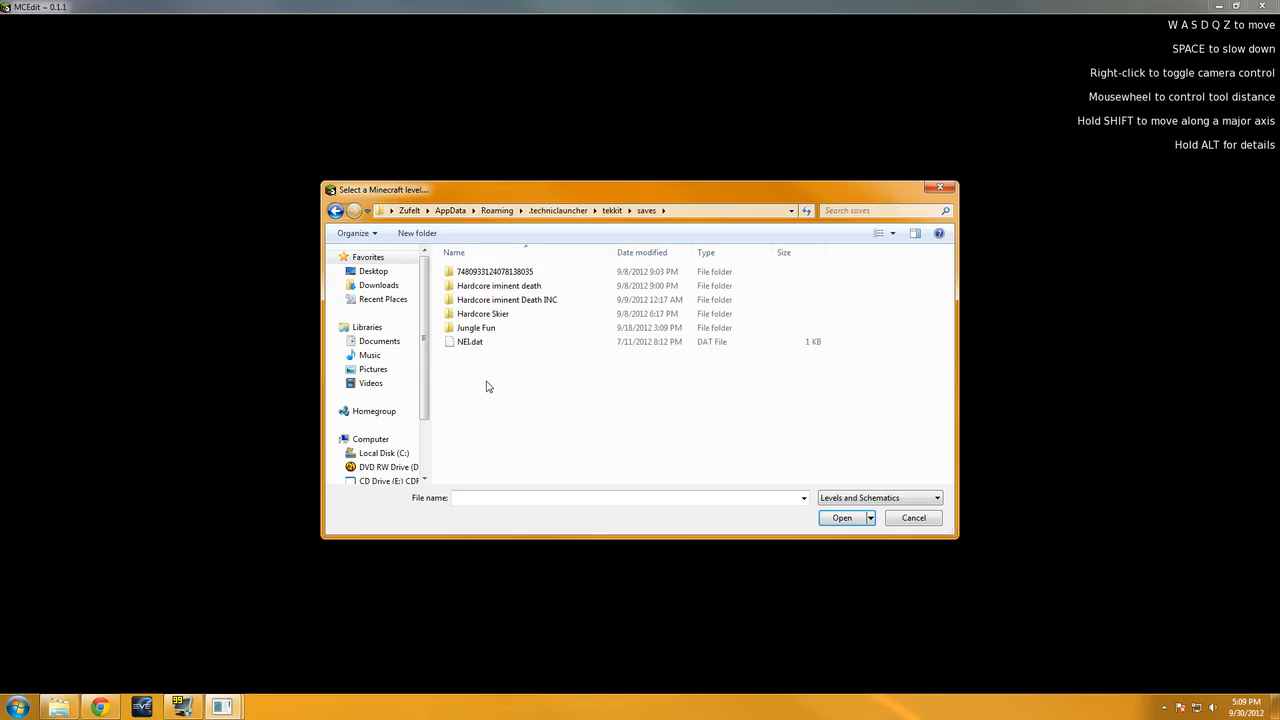 MCEdit ~ 0.1.1
W A S D Q Z to move
SPACE to slow down
Right-click to toggle camera control
Mousewheel to control tool distance
Hold SHIFT to move along a major axis
Hold ALT for details
Select a Minecraft level...
Zufelt AppData Roaming .techniclauncher tekkit saves
Search saves
Organize New folder
Name Date modified Type Size
Favorites
Desktop
Downloads
Recent Places
Libraries
Documents
Music
Pictures
Videos
Homegroup
Computer
Local Disk (C:)
DVD RW Drive (D
CD Drive (E:) CDF
7480933124078138035 9/8/2012 9:03 PM File folder
Hardcore iminent death 9/8/2012 9:00 PM File folder
Hardcore iminent Death INC 9/9/2012 12:17 AM File folder
Hardcore Skier 9/8/2012 6:17 PM File folder
Jungle Fun 9/18/2012 3:09 PM File folder
NEI.dat 7/11/2012 8:12 PM DAT File 1 KB
File name: Levels and Schematics
Open Cancel
EVE
99
5:09 PM
9/30/2012